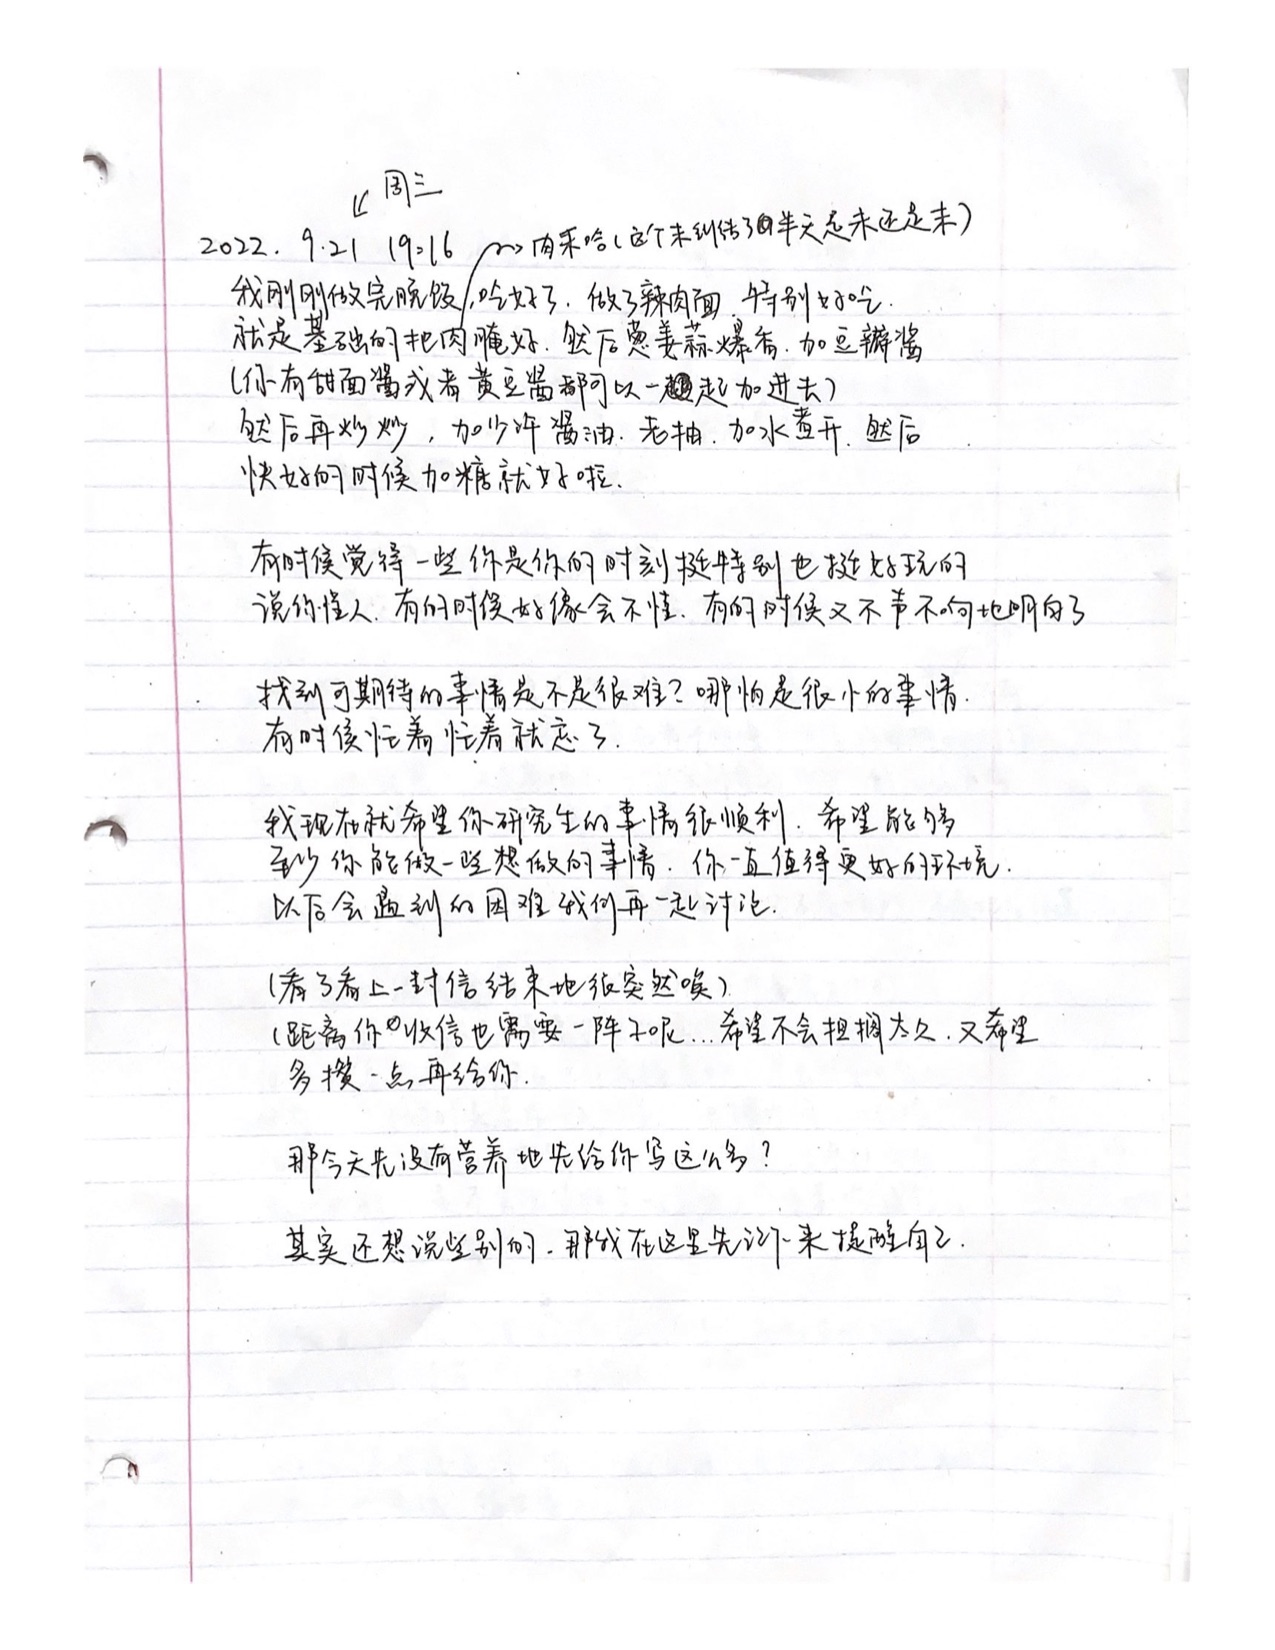 周三
2022. 9.21 19:16 肉末哈(这个末纠结了半天是未还是末)
我刚刚做完晚饭,吃好了. 做了辣肉面. 特别好吃.
就是基础的把肉腌好. 然后葱姜蒜爆香. 加豆瓣酱
(你有甜面酱或者黄豆酱都可以一起加进去)
然后再炒炒, 加少许酱油. 老抽. 加水煮开. 然后
快好的时候加糖就好啦.
有时候觉得一些你是你的时刻挺特别也挺好玩的
说你怪人. 有的时候好像会不怪. 有的时候又不声不响地明白了
找到可期待的事情是不是很难? 哪怕是很小的事情.
有时候忙着忙着就忘了.
我现在就希望你研究生的事情很顺利. 希望能够
至少你能做一些想做的事情. 你一直值得更好的环境.
以后会遇到的困难我们再一起讨论.
(看了看上一封信结束地很突然唉)
(距离你收信也需要一阵子呢...希望不会担搁太久. 又希望
多攒一点再给你.
那今天先没有营养地先给你写这么多?
其实还想说些别的. 那我在这里先记下来提醒自己.